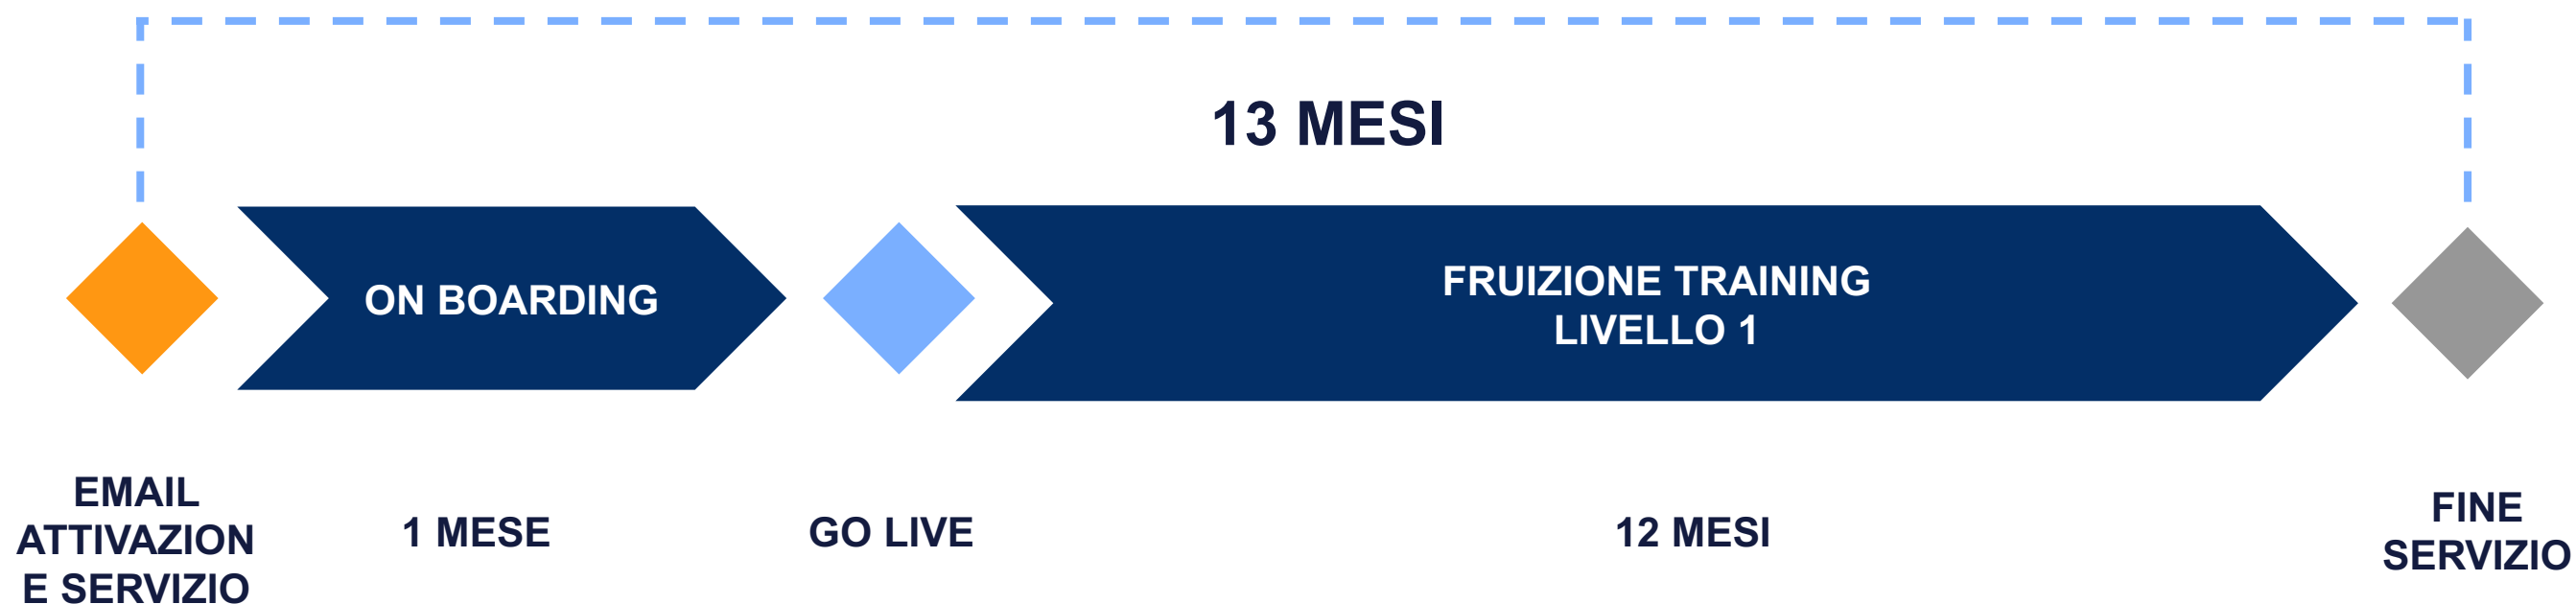 13 MESI
ON BOARDING
FRUIZIONE TRAINING
LIVELLO 1
EMAIL
ATTIVAZION
E SERVIZIO
1 MESE
GO LIVE
12 MESI
FINE
SERVIZIO